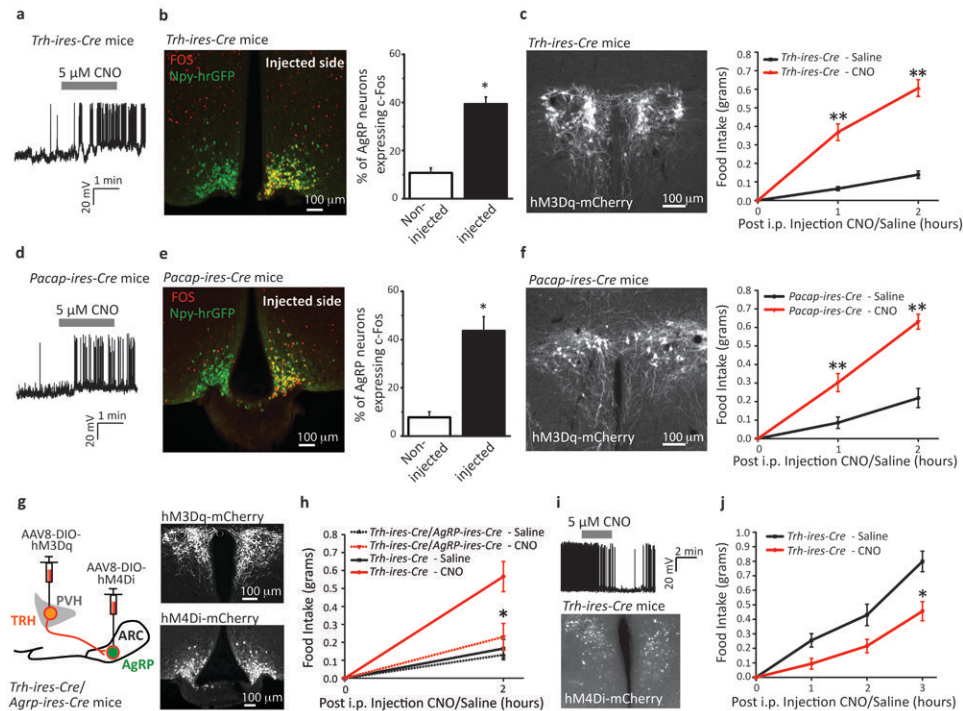 a
Trh-ires-Cre mice
5 µM CNO
20 mV
1 min
b
Trh-ires-Cre mice
FOS
Npy-hrGFP
Injected side
100 µm
% of AgRP neurons
expressing c-Fos
60
40
20
0
*
Non-
injected
injected
c
Trh-ires-Cre mice
hM3Dq-mCherry
100 µm
Food Intake (grams)
0.8
0.7
0.6
0.5
0.4
0.3
0.2
0.1
0.0
Trh-ires-Cre - Saline
Trh-ires-Cre - CNO
**
**
0
1
2
Post i.p. Injection CNO/Saline (hours)
d
Pacap-ires-Cre mice
5 µM CNO
20 mV
1 min
e
Pacap-ires-Cre mice
FOS
Npy-hrGFP
Injected side
100 µm
% of AgRP neurons
expressing c-Fos
60
40
20
0
*
Non-
injected
injected
f
hM3Dq-mCherry
100 µm
Food Intake (grams)
0.8
0.7
0.6
0.5
0.4
0.3
0.2
0.1
0.0
Pacap-ires-Cre - Saline
Pacap-ires-Cre - CNO
**
**
0
1
2
Post i.p. Injection CNO/Saline (hours)
g
AAV8-DIO-
hM3Dq
AAV8-DIO-
hM4Di
PVH
TRH
ARC
AgRP
Trh-ires-Cre/
Agrp-ires-Cre mice
hM3Dq-mCherry
100 µm
hM4Di-mCherry
100 µm
h
Food Intake (grams)
0.8
0.7
0.6
0.5
0.4
0.3
0.2
0.1
0
Trh-ires-Cre/AgRP-ires-Cre - Saline
Trh-ires-Cre/AgRP-ires-Cre - CNO
Trh-ires-Cre - Saline
Trh-ires-Cre - CNO
*
0
2
Post i.p. Injection CNO/Saline (hours)
i
5 µM CNO
20 mV
2 min
Trh-ires-Cre mice
hM4Di-mCherry
100 µm
j
Food Intake (grams)
1.0
0.9
0.8
0.7
0.6
0.5
0.4
0.3
0.2
0.1
0
Trh-ires-Cre - Saline
Trh-ires-Cre - CNO
*
0
1
2
3
Post i.p. Injection CNO/Saline (hours)